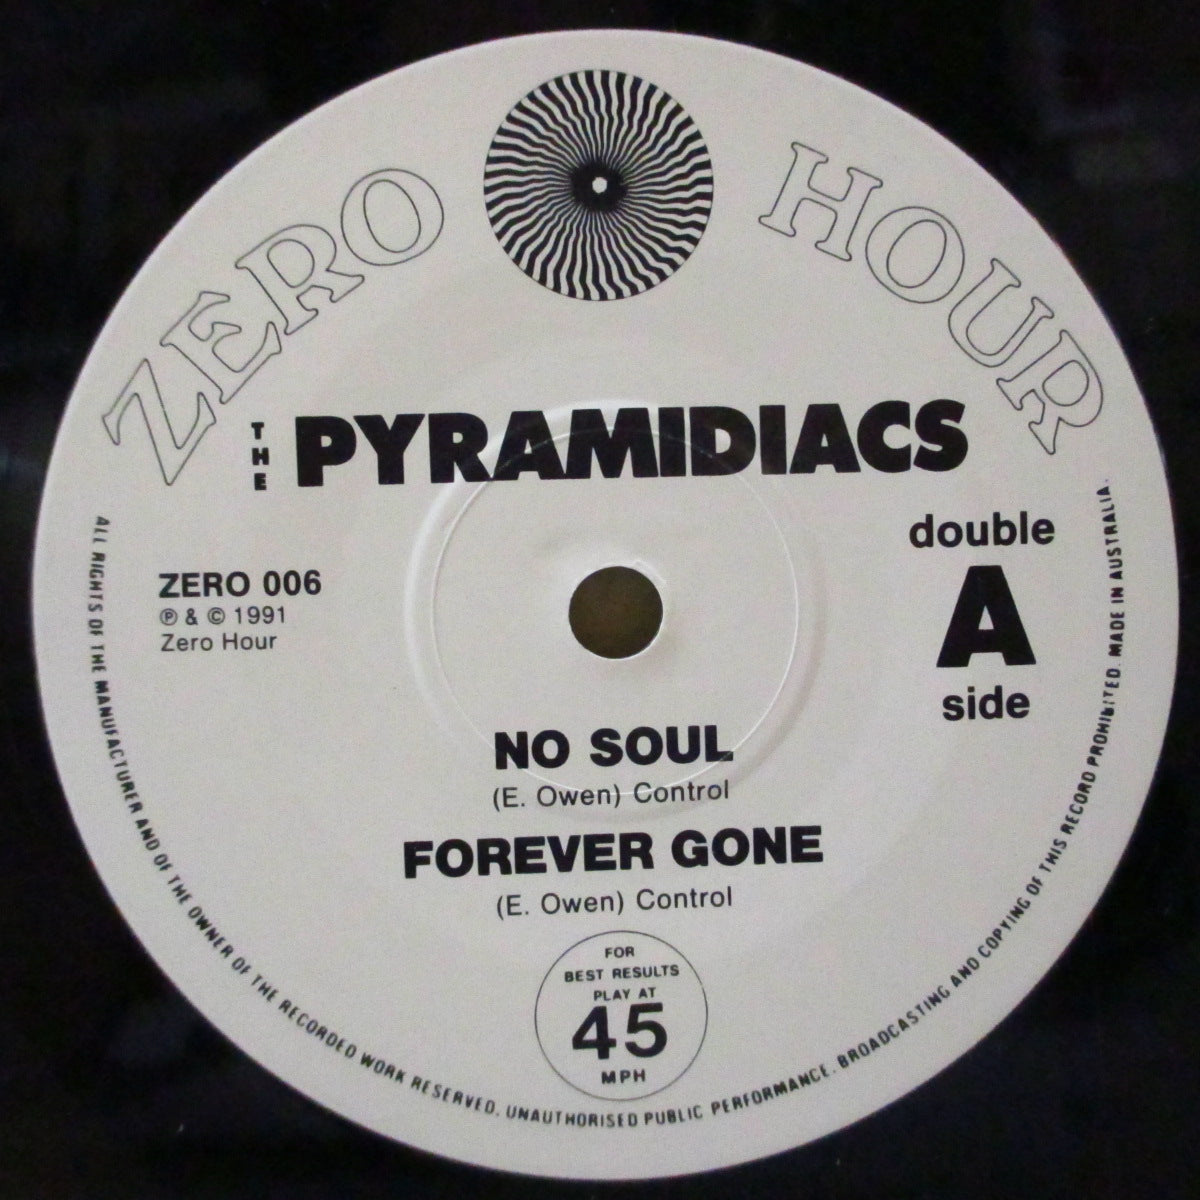 ZERO HOUR
THE PYRAMIDIACS
double
A
side
ZERO 006
℗ & © 1991
Zero Hour
NO SOUL
(E. Owen) Control
FOREVER GONE
(E. Owen) Control
FOR
BEST RESULTS
PLAY AT
45
MPH
ALL RIGHTS OF THE MANUFACTURER AND OF THE OWNER OF THE RECORDED WORK RESERVED. UNAUTHORISED PUBLIC PERFORMANCE. BROADCASTING AND COPYING OF THIS RECORD PROHIBITED. MADE IN AUSTRALIA.